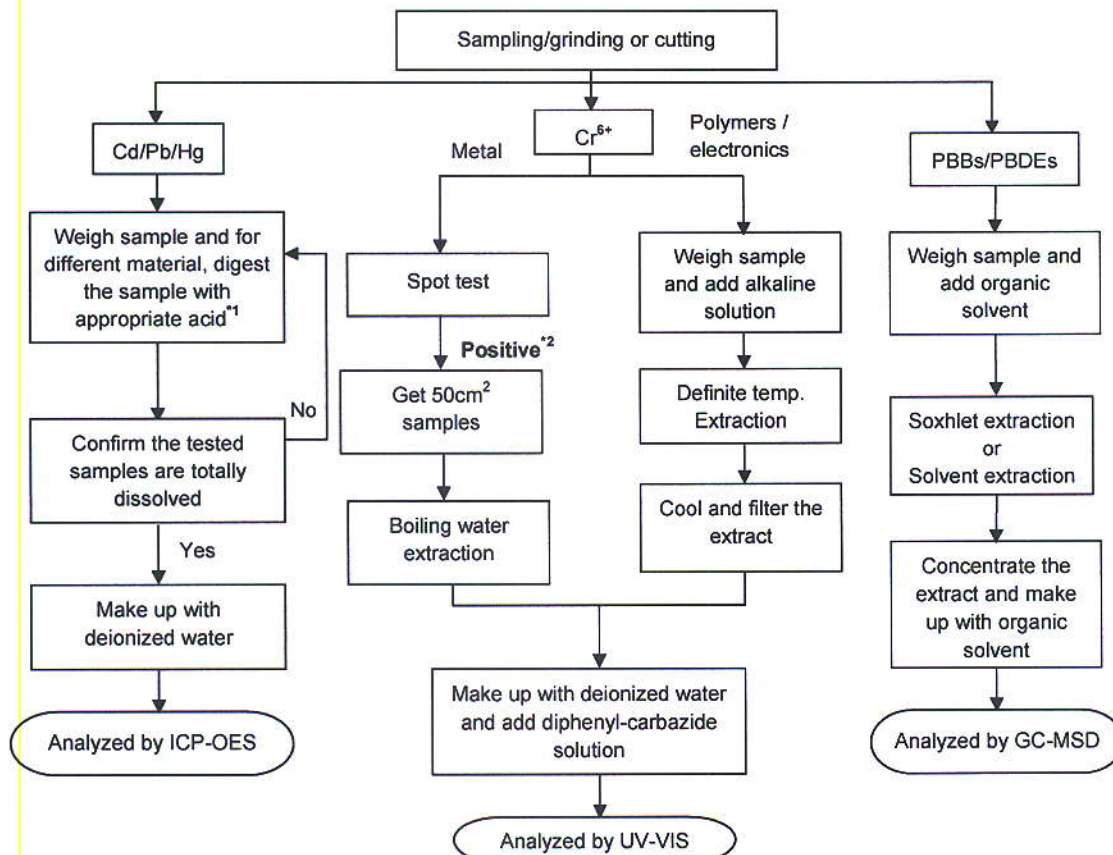 Sampling/grinding or cutting
Cd/Pb/Hg
Weigh sample and for
different material, digest
the sample with
appropriate acid*1
No
Confirm the tested
samples are totally
dissolved
Yes
Make up with
deionized water
Analyzed by ICP-OES
Cr6+
Metal
Spot test
Positive*2
Get 50cm2
samples
Boiling water
extraction
Polymers /
electronics
Weigh sample
and add alkaline
solution
Definite temp.
Extraction
Cool and filter the
extract
Make up with deionized water
and add diphenyl-carbazide
solution
Analyzed by UV-VIS
PBBs/PBDEs
Weigh sample and
add organic
solvent
Soxhlet extraction
or
Solvent extraction
Concentrate the
extract and make
up with organic
solvent
Analyzed by GC-MSD